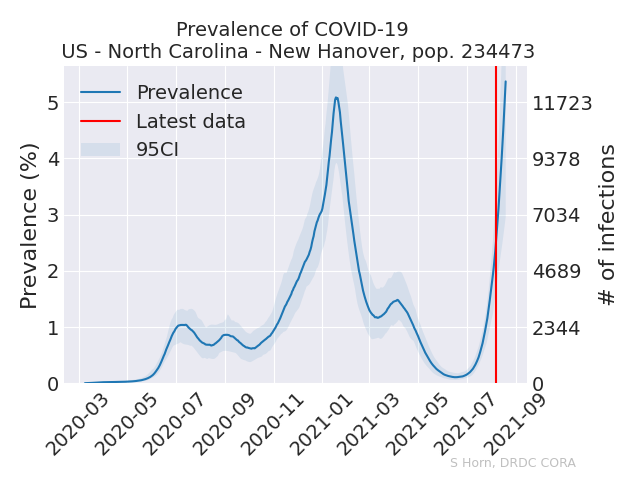 Prevalence of COVID-19
US - North Carolina - New Hanover, pop. 234473
Prevalence
Latest data
95CI
Prevalence (%)
5
4
3
2
1
0
11723
9378
7034
4689
2344
0
# of infections
2020-03
2020-05
2020-07
2020-09
2020-11
2021-01
2021-03
2021-05
2021-07
2021-09
S Horn, DRDC CORA